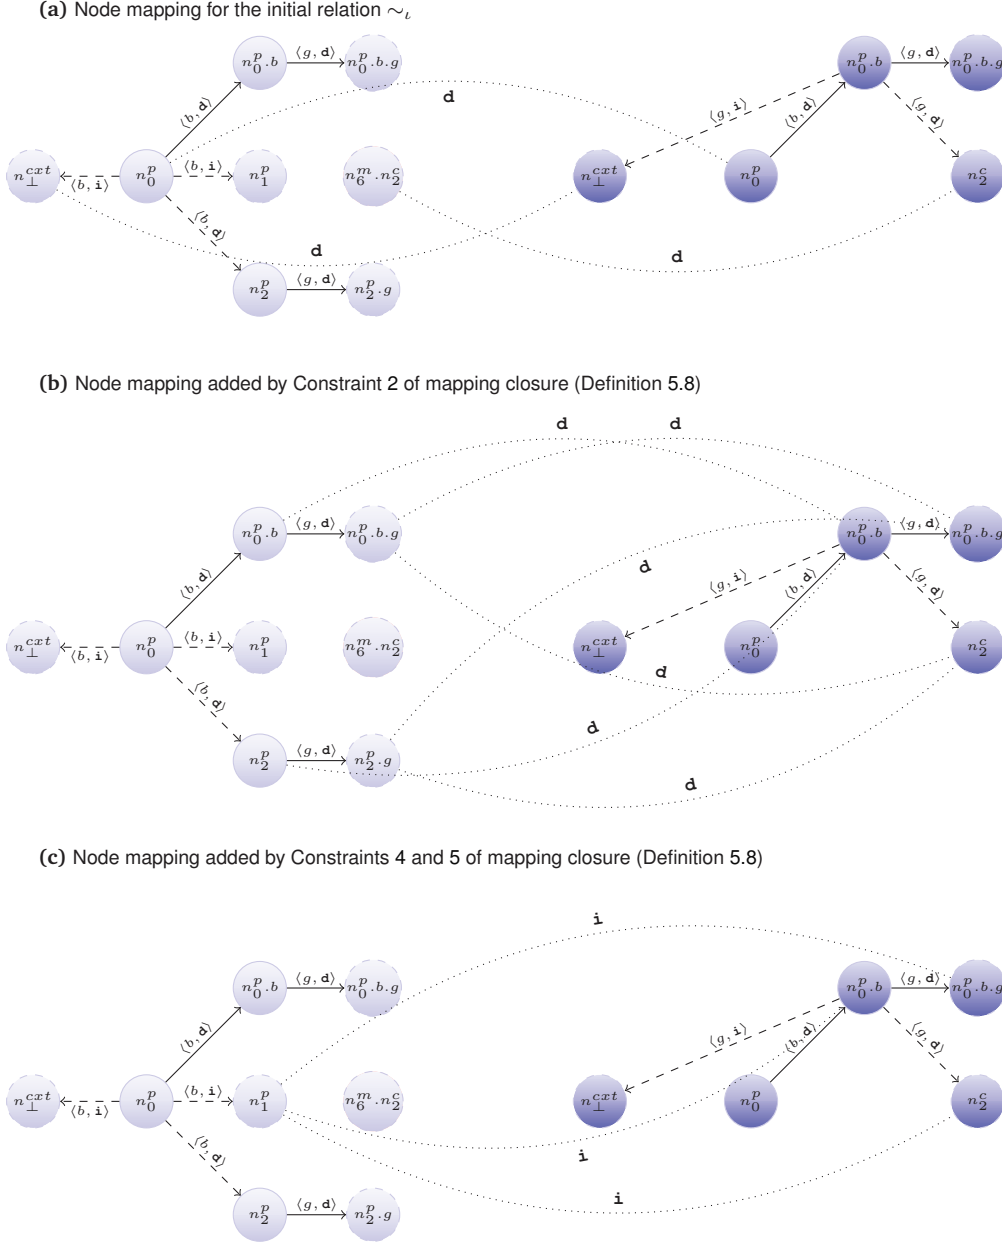 (a) Node mapping for the initial relation ∼ι
n₀ᵖ.b ⟨g, d⟩ n₀ᵖ.b.g n₀ᵖ.b ⟨g, d⟩ n₀ᵖ.b.g
d
⟨b, d⟩ ⟨g, i⟩ ⟨b, d⟩ ⟨g, d⟩
n⊥ᶜˣᵗ ⟨b, i⟩ n₀ᵖ ⟨b, i⟩ n₁ᵖ n₆ᵐ.n₂ᶜ n⊥ᶜˣᵗ n₀ᵖ n₂ᶜ
⟨b, d⟩
d d
n₂ᵖ ⟨g, d⟩ n₂ᵖ.g
(b) Node mapping added by Constraint 2 of mapping closure (Definition 5.8)
d d
n₀ᵖ.b ⟨g, d⟩ n₀ᵖ.b.g n₀ᵖ.b ⟨g, d⟩ n₀ᵖ.b.g
d
⟨b, d⟩ ⟨g, i⟩ ⟨b, d⟩ ⟨g, d⟩
n⊥ᶜˣᵗ ⟨b, i⟩ n₀ᵖ ⟨b, i⟩ n₁ᵖ n₆ᵐ.n₂ᶜ n⊥ᶜˣᵗ n₀ᵖ n₂ᶜ
d
⟨b, d⟩
d
n₂ᵖ ⟨g, d⟩ n₂ᵖ.g
d
(c) Node mapping added by Constraints 4 and 5 of mapping closure (Definition 5.8)
i
n₀ᵖ.b ⟨g, d⟩ n₀ᵖ.b.g n₀ᵖ.b ⟨g, d⟩ n₀ᵖ.b.g
⟨b, d⟩ ⟨g, i⟩ ⟨b, d⟩ ⟨g, d⟩
n⊥ᶜˣᵗ ⟨b, i⟩ n₀ᵖ ⟨b, i⟩ n₁ᵖ n₆ᵐ.n₂ᶜ n⊥ᶜˣᵗ n₀ᵖ n₂ᶜ
⟨b, d⟩
i
i
n₂ᵖ ⟨g, d⟩ n₂ᵖ.g